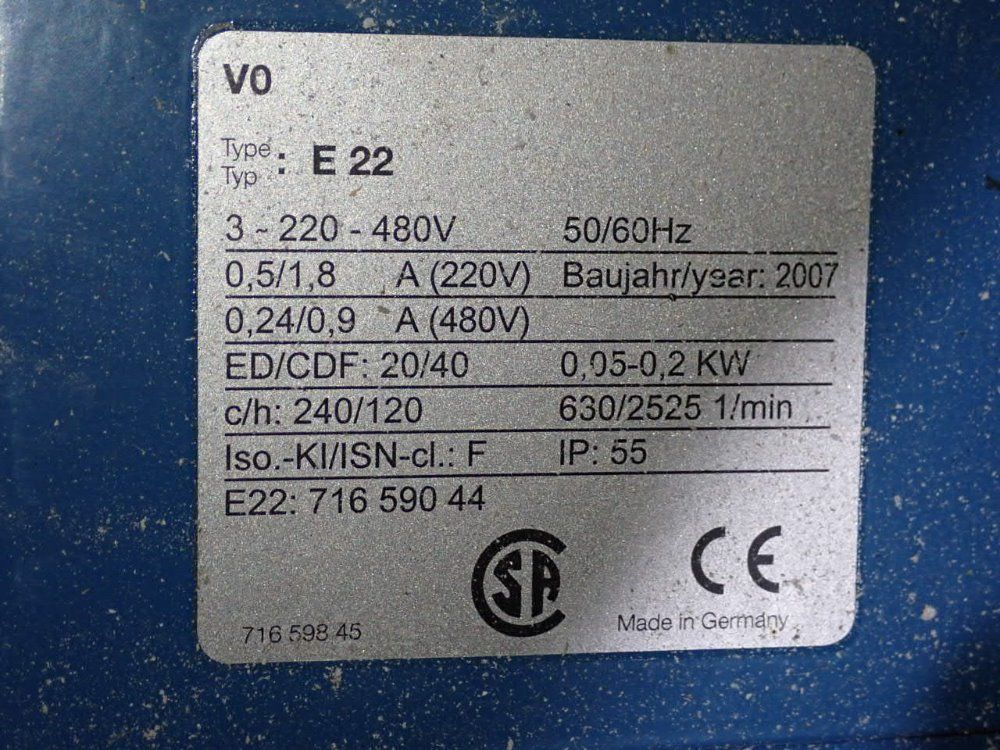 V0
Type
Typ : E 22
3 ~ 220 - 480V 50/60Hz
0,5/1,8 A (220V) Baujahr/year: 2007
0,24/0,9 A (480V)
ED/CDF: 20/40 0,05-0,2 KW
c/h: 240/120 630/2525 1/min
Iso.-KI/ISN-cl.: F IP: 55
E22: 716 590 44
CSA CE
716 598 45 Made in Germany